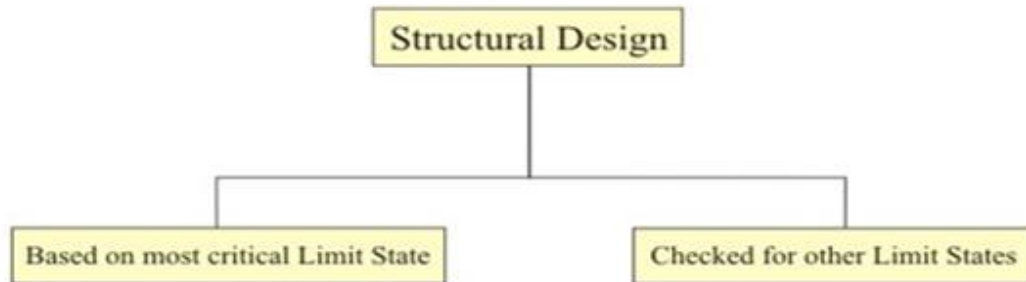 Structural Design
Based on most critical Limit State
Checked for other Limit States